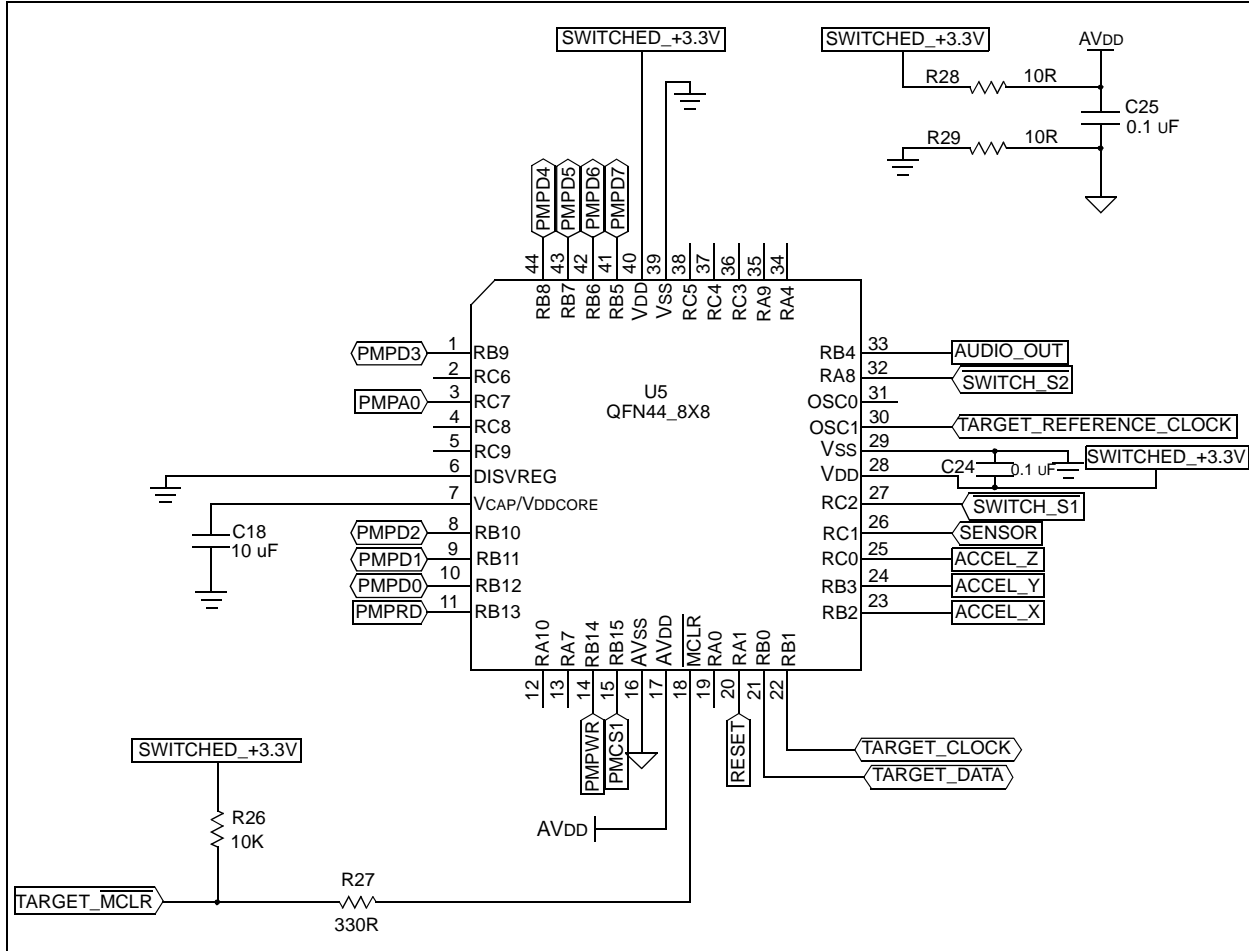 SWITCHED_+3.3V
SWITCHED_+3.3V
AVDD
R28 10R
C25
0.1 UF
R29 10R
PMPD4
PMPD5
PMPD6
PMPD7
44
43
42
41
40
39
38
37
36
35
34
RB8
RB7
RB6
RB5
VDD
VSS
RC5
RC4
RC3
RA9
RA4
U5
QFN44_8X8
PMPD3 1 RB9
2 RC6
PMPA0 3 RC7
4 RC8
5 RC9
6 DISVREG
7 VCAP/VDDCORE
C18
10 uF
PMPD2 8 RB10
PMPD1 9 RB11
PMPD0 10 RB12
PMPRD 11 RB13
RB4 33 AUDIO_OUT
RA8 32 SWITCH_S2
OSC0 31
OSC1 30 TARGET_REFERENCE_CLOCK
VSS 29
VDD 28 C24 0.1 UF SWITCHED_+3.3V
RC2 27 SWITCH_S1
RC1 26 SENSOR
RC0 25 ACCEL_Z
RB3 24 ACCEL_Y
RB2 23 ACCEL_X
RA10
RA7
RB14
RB15
AVSS
AVDD
MCLR
RA0
RA1
RB0
RB1
12
13
14
15
16
17
18
19
20
21
22
PMPWR
PMCS1
RESET
TARGET_CLOCK
TARGET_DATA
SWITCHED_+3.3V
R26
10K
AVDD
TARGET_MCLR
R27
330R